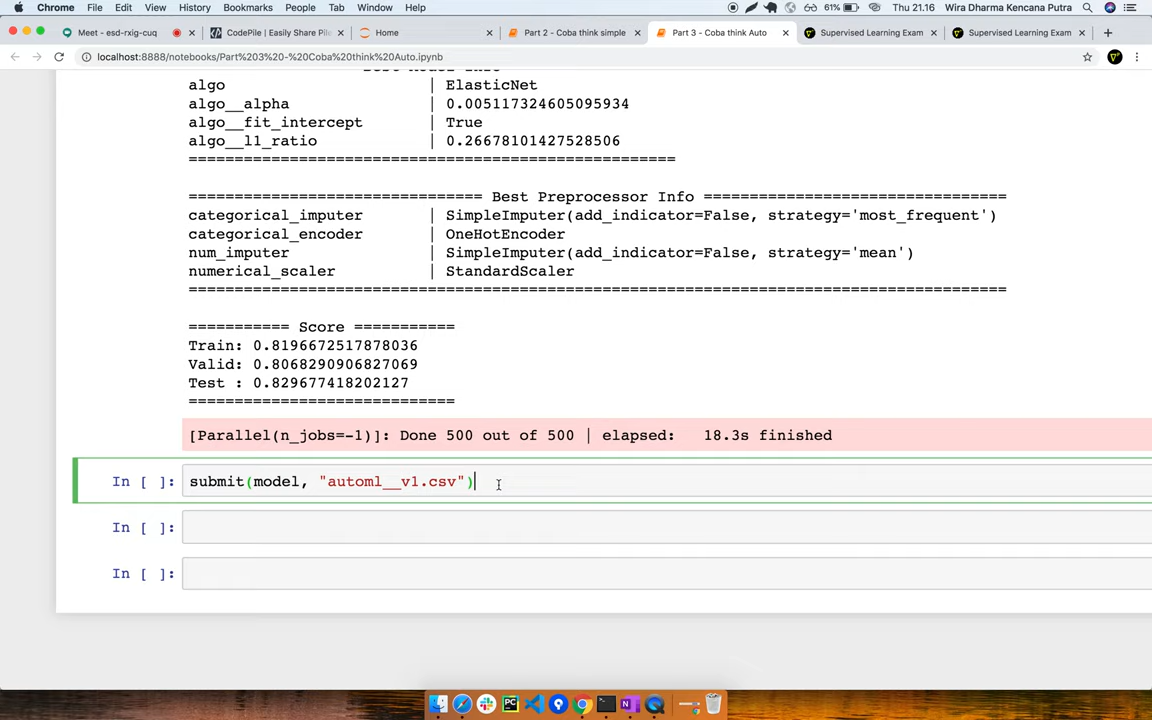 Chrome File Edit View History Bookmarks People Tab Window Help 61% Thu 21.16 Wira Dharma Kencana Putra
Meet - esd-rxig-cuq CodePile | Easily Share Pile Home Part 2 - Coba think simple Part 3 - Coba think Auto Supervised Learning Exam Supervised Learning Exam
localhost:8888/notebooks/Part%203%20-%20Coba%20think%20Auto.ipynb
algo | ElasticNet
algo__alpha | 0.005117324605095934
algo__fit_intercept | True
algo__l1_ratio | 0.26678101427528506
====================================================
=============================== Best Preprocessor Info ================================
categorical_imputer | SimpleImputer(add_indicator=False, strategy='most_frequent')
categorical_encoder | OneHotEncoder
num_imputer | SimpleImputer(add_indicator=False, strategy='mean')
numerical_scaler | StandardScaler
=======================================================================================
=========== Score ===========
Train: 0.8196672517878036
Valid: 0.8068290906827069
Test : 0.829677418202127
============================
[Parallel(n_jobs=-1)]: Done 500 out of 500 | elapsed: 18.3s finished
In [ ]: submit(model, "automl__v1.csv")
In [ ]:
In [ ]: